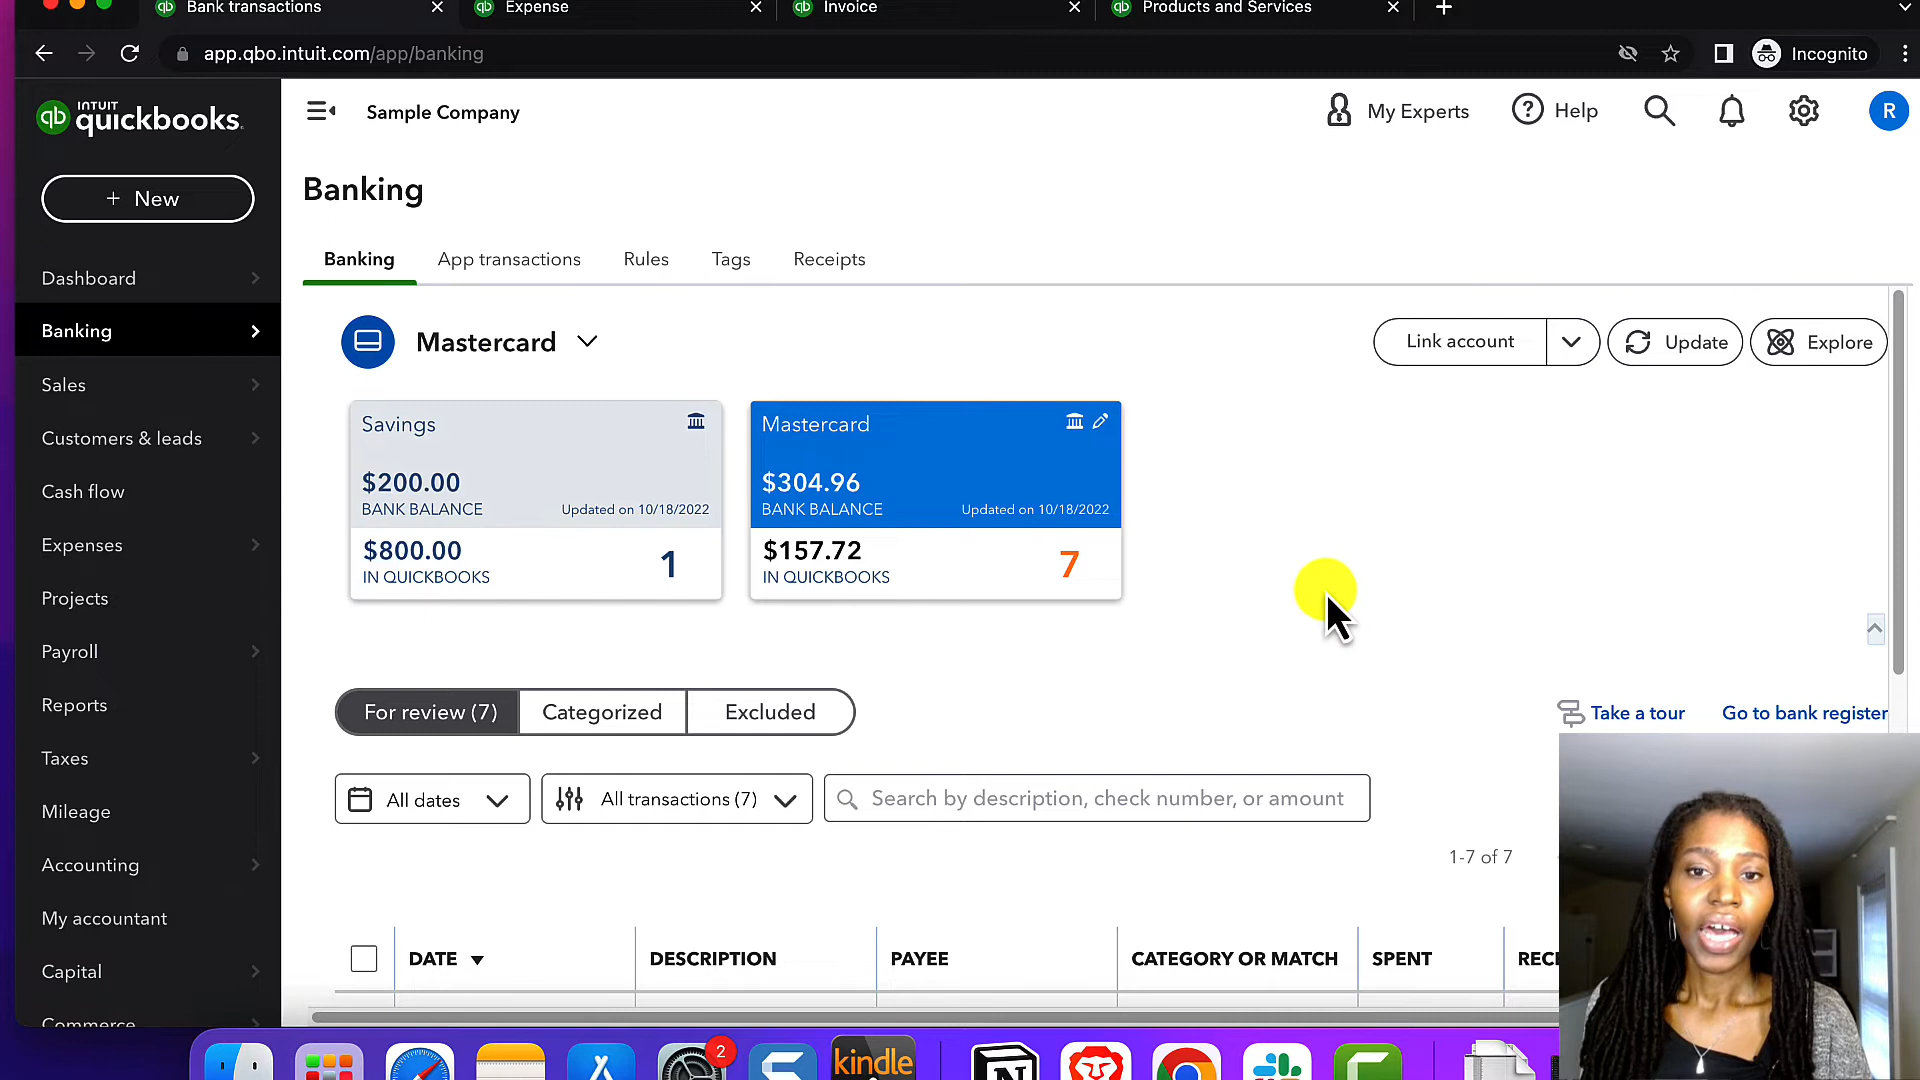 Bank transactions
Expense
Invoice
Products and Services
app.qbo.intuit.com/app/banking
Incognito
INTUIT
quickbooks.
qb
Sample Company
My Experts
Help
R
+ New
Banking
Banking
App transactions
Rules
Tags
Receipts
Dashboard
Banking
Sales
Customers & leads
Cash flow
Expenses
Projects
Payroll
Reports
Taxes
Mileage
Accounting
My accountant
Capital
Commerce
Mastercard
Link account
Update
Explore
Savings
$200.00
BANK BALANCE
Updated on 10/18/2022
$800.00
IN QUICKBOOKS
1
Mastercard
$304.96
BANK BALANCE
Updated on 10/18/2022
$157.72
IN QUICKBOOKS
7
For review (7)
Categorized
Excluded
Take a tour
Go to bank register
All dates
All transactions (7)
Search by description, check number, or amount
1-7 of 7
DATE
DESCRIPTION
PAYEE
CATEGORY OR MATCH
SPENT
RECE
2
kindle